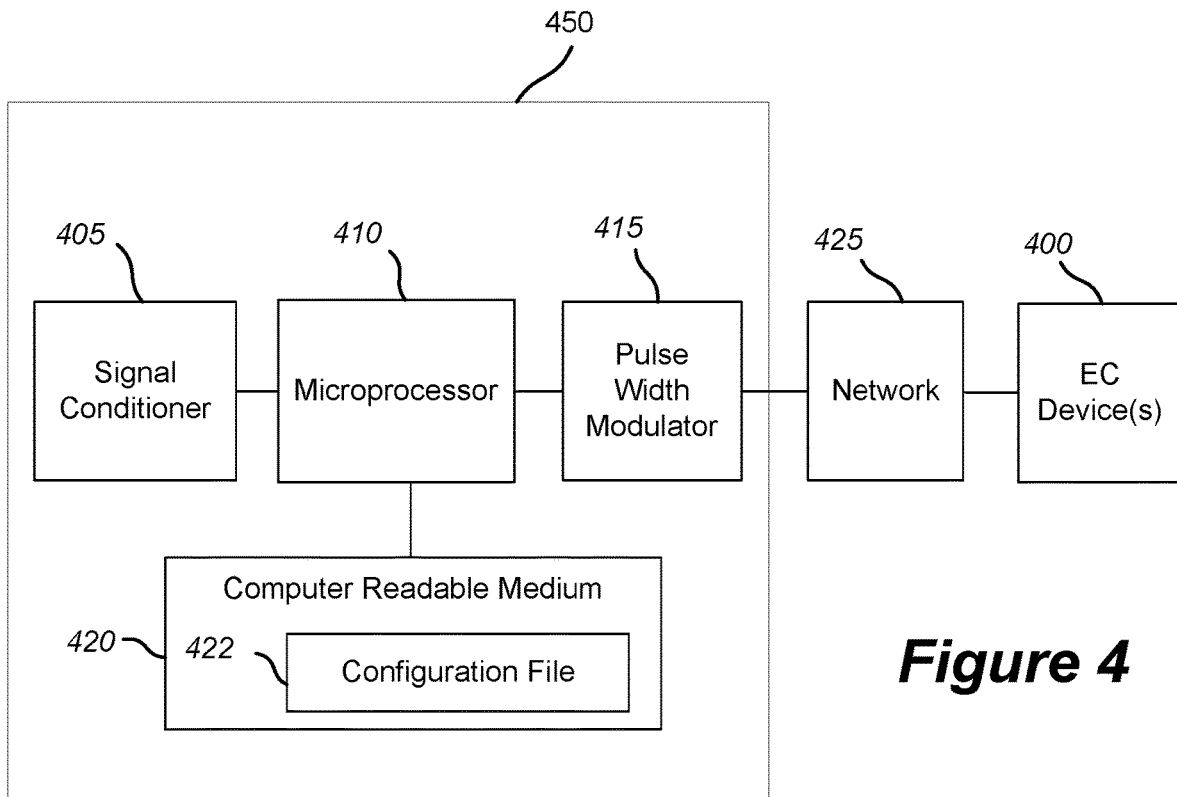 450
405
410
415
425
400
Signal
Conditioner
Microprocessor
Pulse
Width
Modulator
Network
EC
Device(s)
Computer Readable Medium
420
422
Configuration File
Figure 4